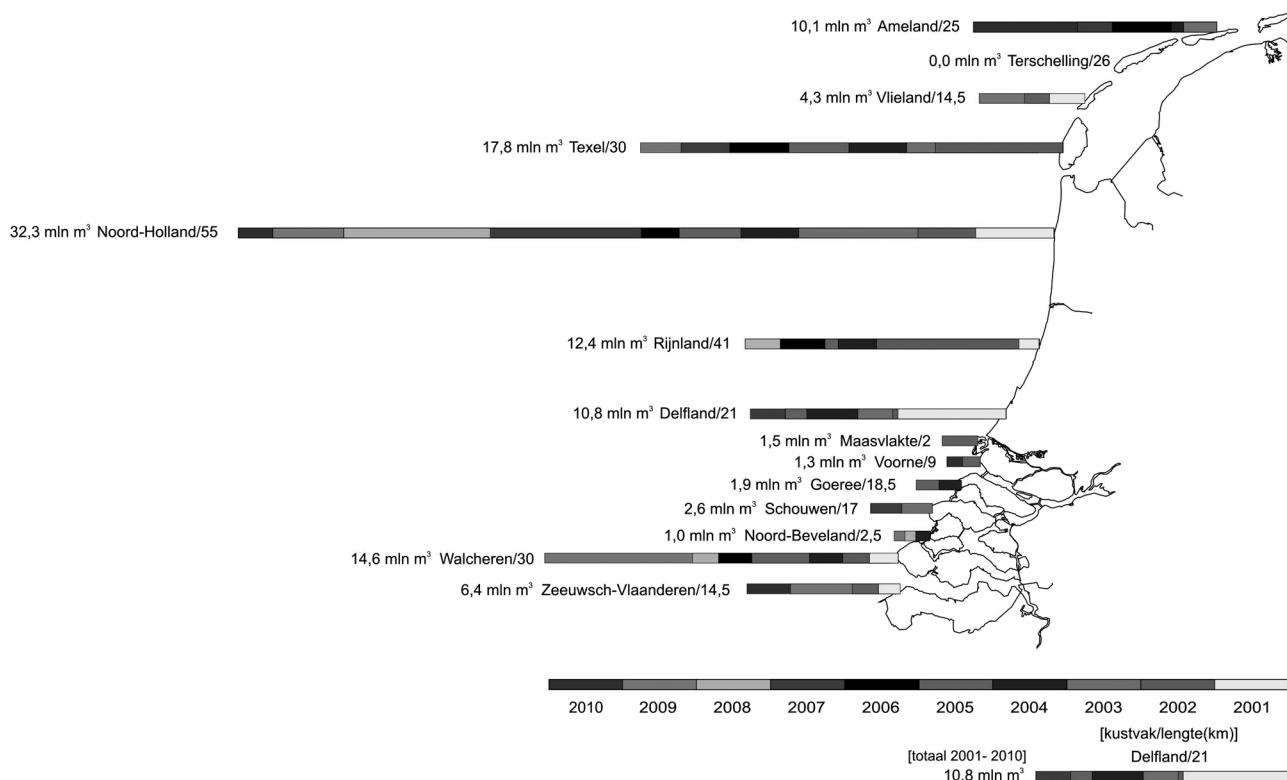 10,1 mln m³ Ameland/25
0,0 mln m³ Terschelling/26
4,3 mln m³ Vlieland/14,5
17,8 mln m³ Texel/30
32,3 mln m³ Noord-Holland/55
12,4 mln m³ Rijnland/41
10,8 mln m³ Delfland/21
1,5 mln m³ Maasvlakte/2
1,3 mln m³ Voorne/9
1,9 mln m³ Goeree/18,5
2,6 mln m³ Schouwen/17
1,0 mln m³ Noord-Beveland/2,5
14,6 mln m³ Walcheren/30
6,4 mln m³ Zeeuwsch-Vlaanderen/14,5
2010 2009 2008 2007 2006 2005 2004 2003 2002 2001
[kustvak/lengte(km)]
[totaal 2001- 2010] Delfland/21
10,8 mln m³